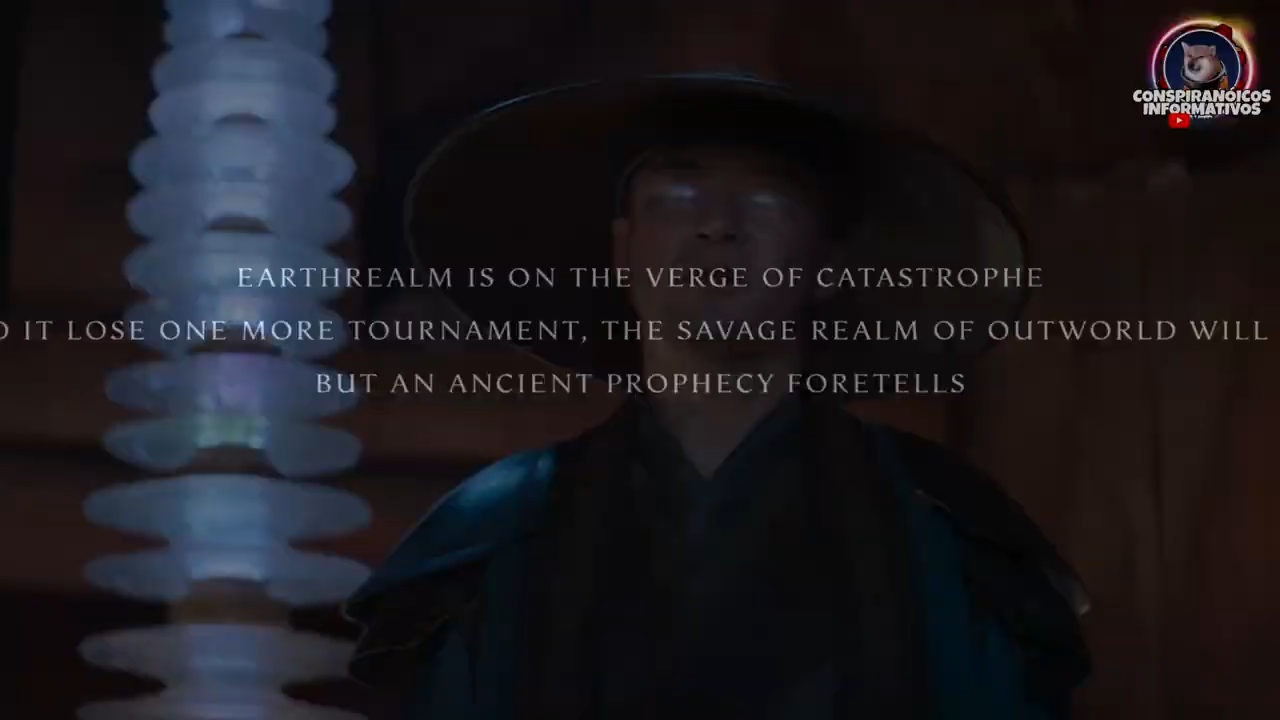 CONSPIRANOICOS
INFORMATIVOS
EARTHREALM IS ON THE VERGE OF CATASTROPHE
IT LOSE ONE MORE TOURNAMENT, THE SAVAGE REALM OF OUTWORLD WILL
BUT AN ANCIENT PROPHECY FORETELLS